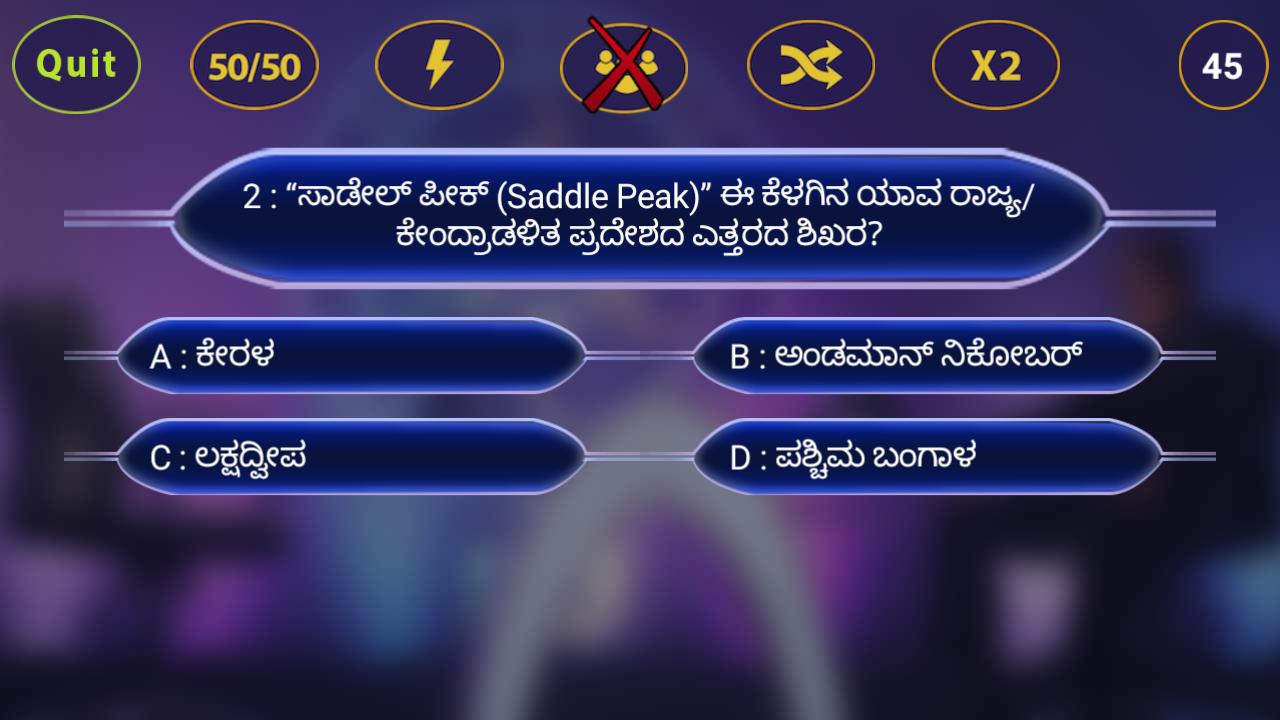 Quit 50/50 X2 45
2 : “ಸಾಡೇಲ್ ಪೀಕ್ (Saddle Peak)” ಈ ಕೆಳಗಿನ ಯಾವ ರಾಜ್ಯ/
ಕೇಂದ್ರಾಡಳಿತ ಪ್ರದೇಶದ ಎತ್ತರದ ಶಿಖರ?
A : ಕೇರಳ
B : ಅಂಡಮಾನ್ ನಿಕೋಬರ್
C : ಲಕ್ಷದ್ವೀಪ
D : ಪಶ್ಚಿಮ ಬಂಗಾಳ